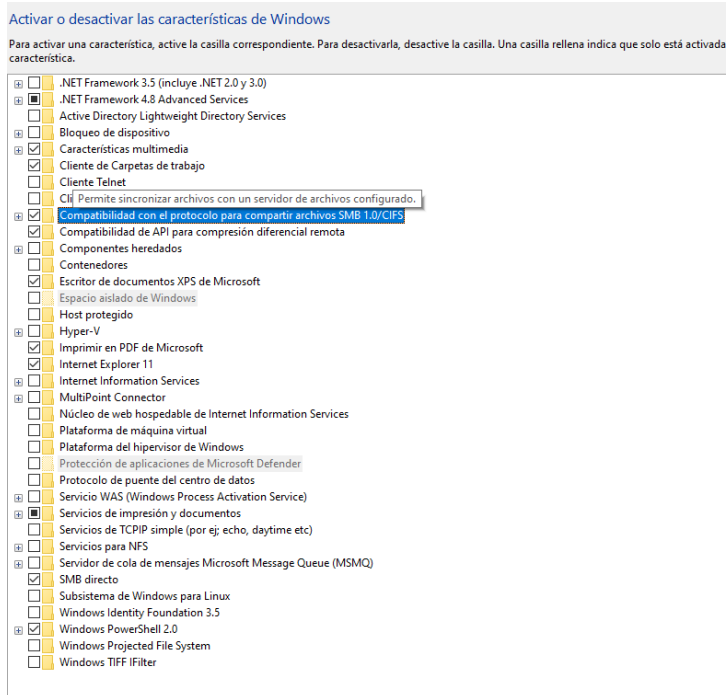 Activar o desactivar las características de Windows
Para activar una característica, active la casilla correspondiente. Para desactivarla, desactive la casilla. Una casilla rellena indica que solo está activada
característica.
.NET Framework 3.5 (incluye .NET 2.0 y 3.0)
.NET Framework 4.8 Advanced Services
Active Directory Lightweight Directory Services
Bloqueo de dispositivo
Características multimedia
Cliente de Carpetas de trabajo
Cliente Telnet
Cli Permite sincronizar archivos con un servidor de archivos configurado.
Compatibilidad con el protocolo para compartir archivos SMB 1.0/CIFS
Compatibilidad de API para compresión diferencial remota
Componentes heredados
Contenedores
Escritor de documentos XPS de Microsoft
Espacio aislado de Windows
Host protegido
Hyper-V
Imprimir en PDF de Microsoft
Internet Explorer 11
Internet Information Services
MultiPoint Connector
Núcleo de web hospedable de Internet Information Services
Plataforma de máquina virtual
Plataforma del hipervisor de Windows
Protección de aplicaciones de Microsoft Defender
Protocolo de puente del centro de datos
Servicio WAS (Windows Process Activation Service)
Servicios de impresión y documentos
Servicios de TCPIP simple (por ej; echo, daytime etc)
Servicios para NFS
Servidor de cola de mensajes Microsoft Message Queue (MSMQ)
SMB directo
Subsistema de Windows para Linux
Windows Identity Foundation 3.5
Windows PowerShell 2.0
Windows Projected File System
Windows TIFF IFilter